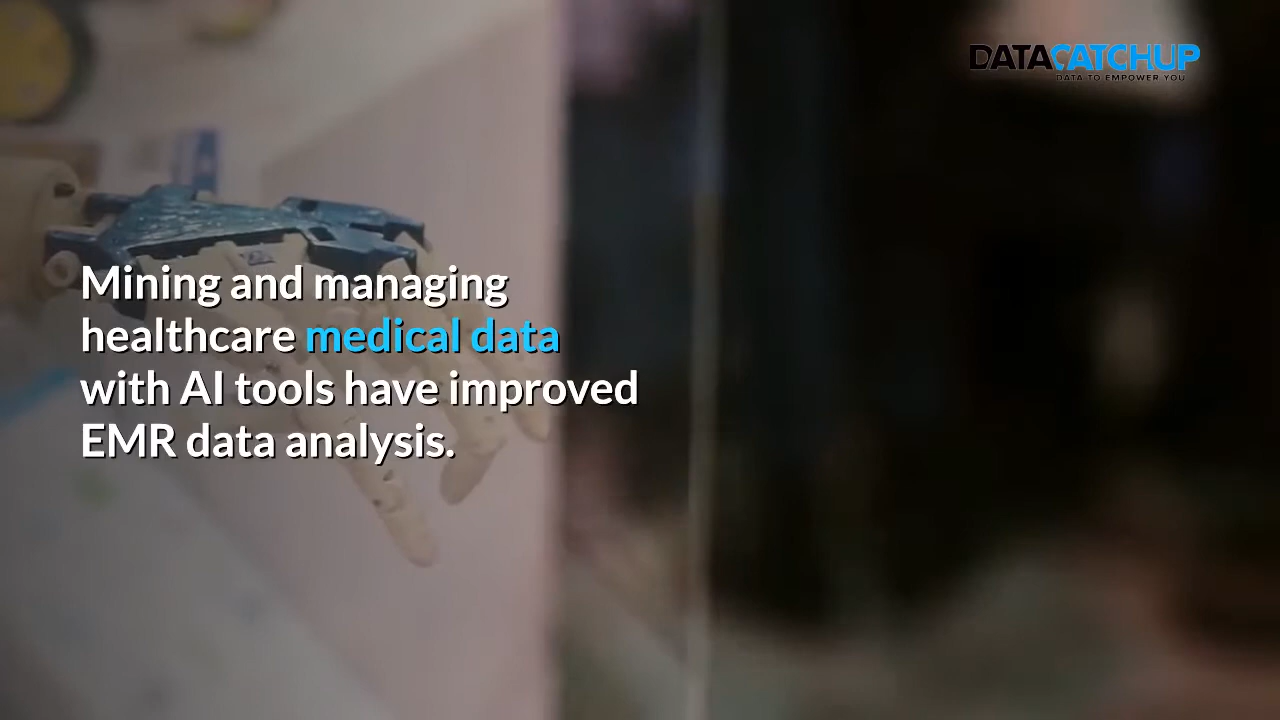 DATACATCHUP
DATA TO EMPOWER YOU
Mining and managing
healthcare medical data
with AI tools have improved
EMR data analysis.